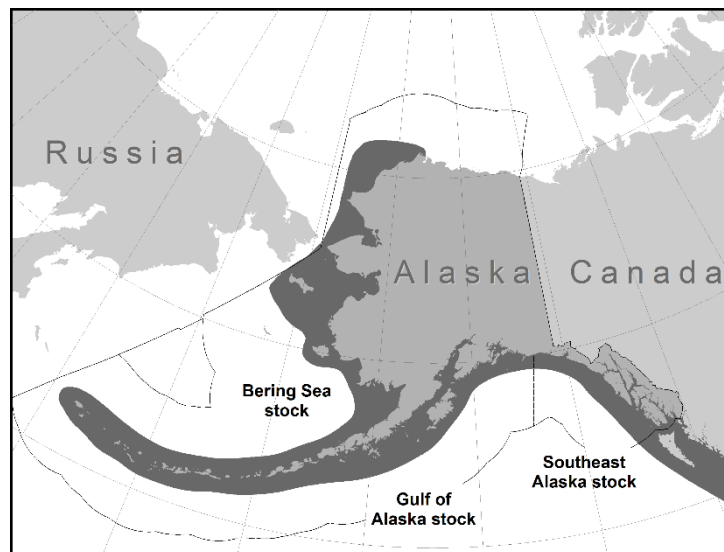 Russia
Alaska
Canada
Bering Sea
stock
Gulf of
Alaska stock
Southeast
Alaska stock